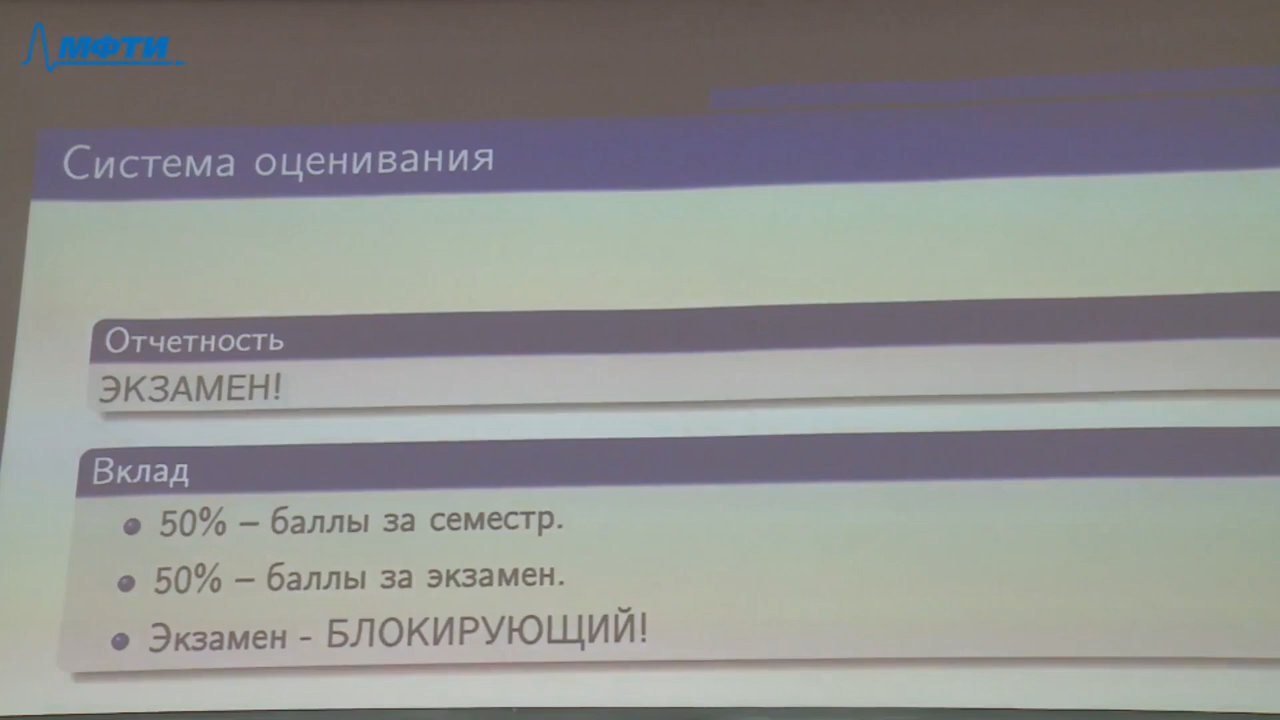 МФТИ
Система оценивания
Отчетность
ЭКЗАМЕН!
Вклад
50% – баллы за семестр.
50% – баллы за экзамен.
Экзамен - БЛОКИРУЮЩИЙ!